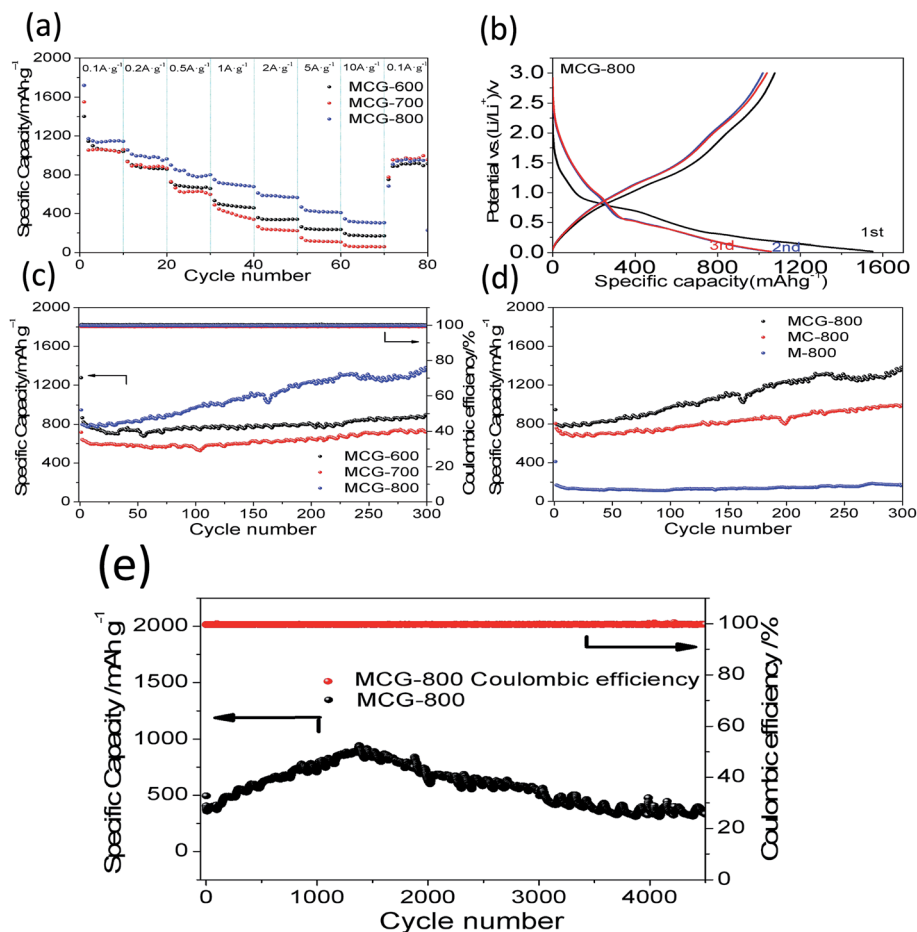 (a)
0.1A·g⁻¹ 0.2A·g⁻¹ 0.5A·g⁻¹ 1A·g⁻¹ 2A·g⁻¹ 5A·g⁻¹ 10A·g⁻¹ 0.1A·g⁻¹
MCG-600
MCG-700
MCG-800
2000
1600
1200
800
400
0
Specific Capacity/mAh·g⁻¹
0 10 20 30 40 50 60 70 80
Cycle number
(b)
MCG-800
3.0
2.5
2.0
1.5
1.0
0.5
0.0
Potential vs.(Li/Li⁺)/v
1st
3rd 2nd
0 400 800 1200 1600
Specific capacity(mAhg⁻¹)
(c)
2000
1600
1200
800
400
0
Specific Capacity/mAh·g⁻¹
100
80
60
40
20
0
Coulombic efficiency/%
MCG-600
MCG-700
MCG-800
0 50 100 150 200 250 300
Cycle number
(d)
MCG-800
MC-800
M-800
2000
1600
1200
800
400
0
Specific Capacity/mAh·g⁻¹
0 50 100 150 200 250 300
Cycle number
(e)
2000
1500
1000
500
0
Specific Capacity/mAh g⁻¹
100
80
60
40
20
0
Coulombic efficiency/%
MCG-800 Coulombic efficiency
MCG-800
0 1000 2000 3000 4000
Cycle number